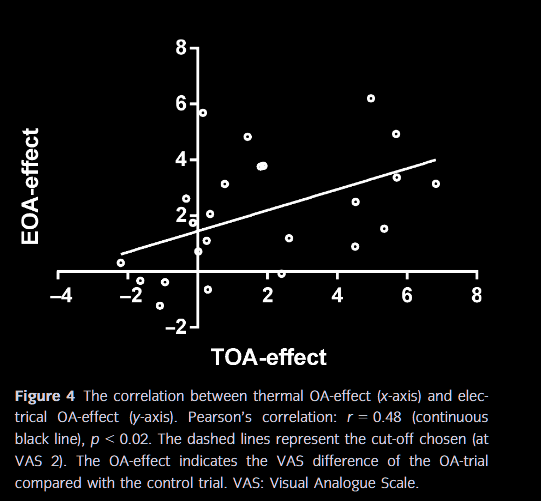 8
6
4
2
−2
−4
−2
2
4
6
8
EOA-effect
TOA-effect
Figure 4 The correlation between thermal OA-effect (x-axis) and elec-
trical OA-effect (y-axis). Pearson's correlation: r = 0.48 (continuous
black line), p < 0.02. The dashed lines represent the cut-off chosen (at
VAS 2). The OA-effect indicates the VAS difference of the OA-trial
compared with the control trial. VAS: Visual Analogue Scale.